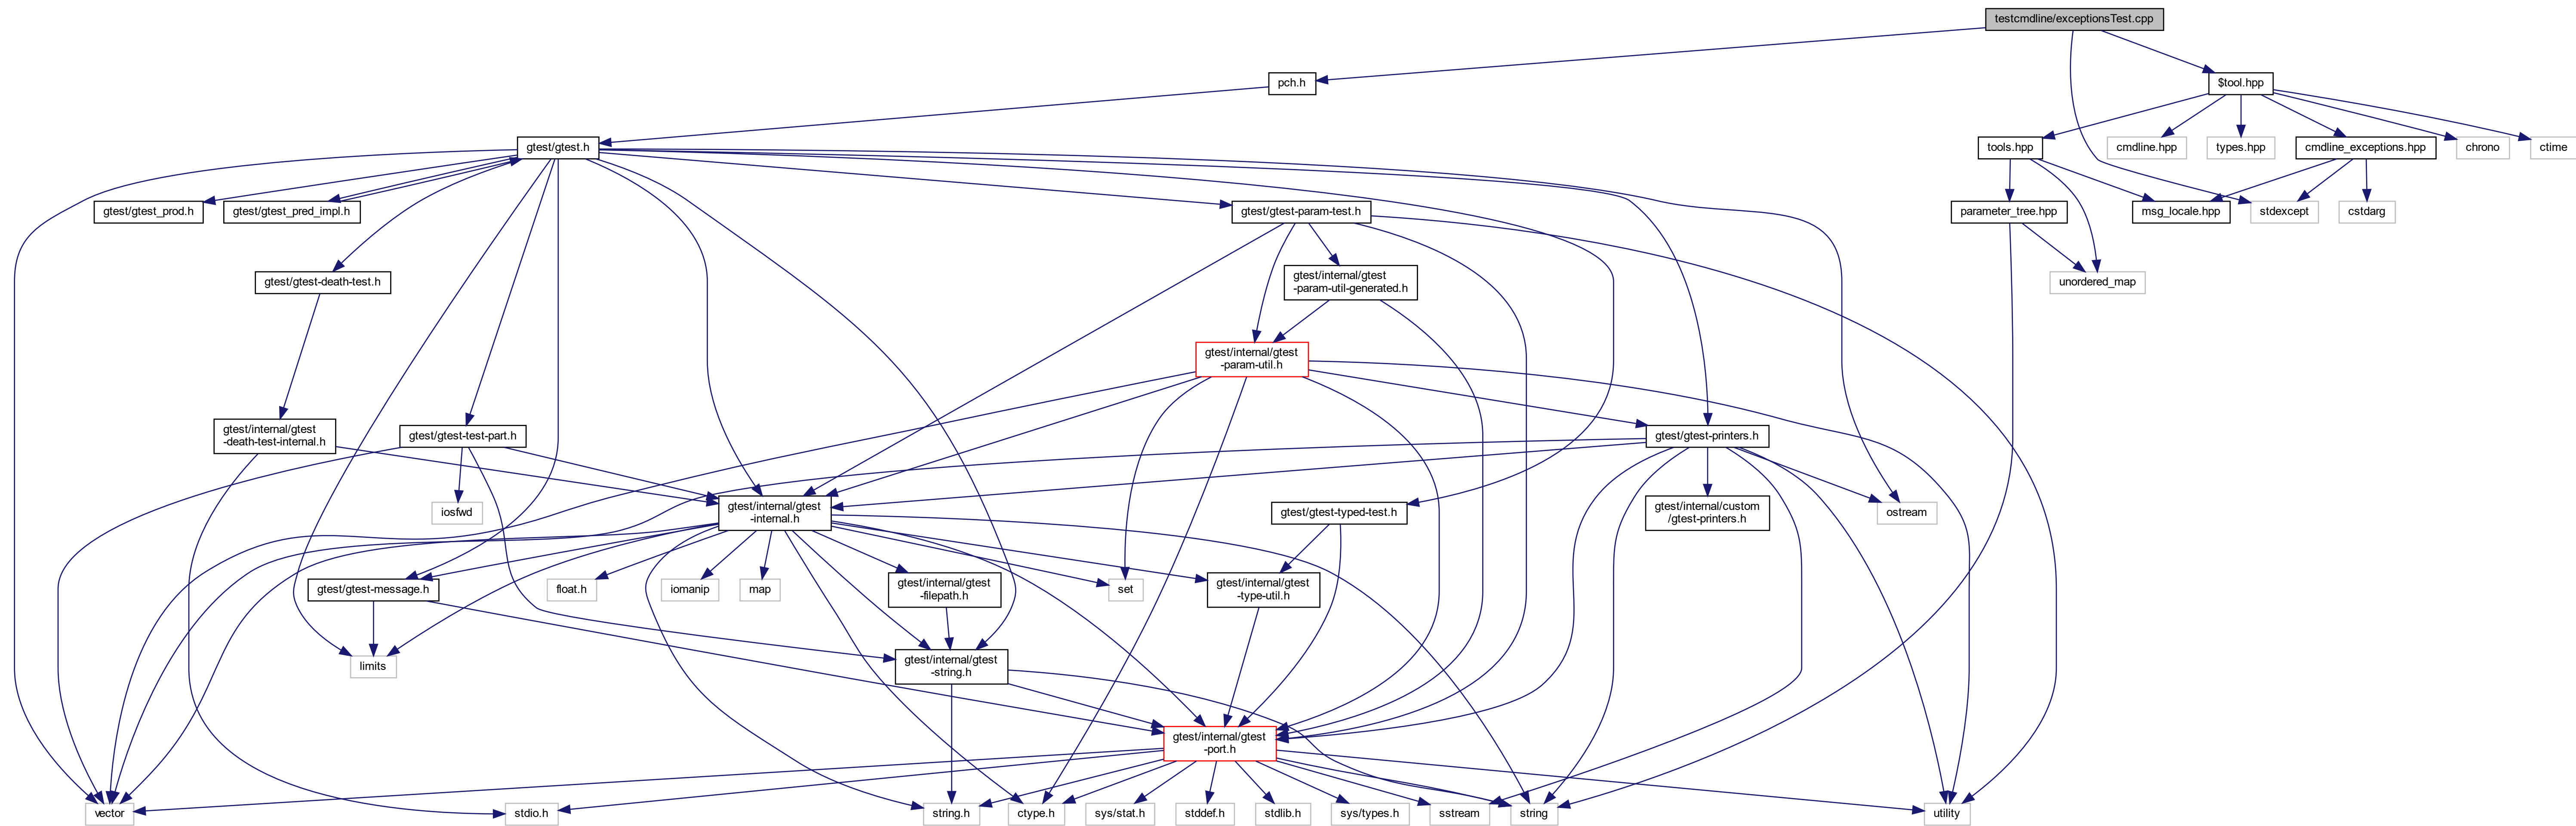 testcmdline/exceptionsTest.cpp
pch.h
$tool.hpp
gtest/gtest.h
tools.hpp
cmdline.hpp
types.hpp
cmdline_exceptions.hpp
chrono
ctime
gtest/gtest_prod.h
gtest/gtest_pred_impl.h
gtest/gtest-param-test.h
parameter_tree.hpp
msg_locale.hpp
stdexcept
cstdarg
gtest/gtest-death-test.h
gtest/internal/gtest
-param-util-generated.h
unordered_map
gtest/internal/gtest
-param-util.h
gtest/internal/gtest
-death-test-internal.h
gtest/gtest-test-part.h
gtest/gtest-printers.h
iosfwd
gtest/internal/gtest
-internal.h
gtest/gtest-typed-test.h
gtest/internal/custom
/gtest-printers.h
ostream
gtest/gtest-message.h
float.h
iomanip
map
gtest/internal/gtest
-filepath.h
set
gtest/internal/gtest
-type-util.h
limits
gtest/internal/gtest
-string.h
gtest/internal/gtest
-port.h
vector
stdio.h
string.h
ctype.h
sys/stat.h
stddef.h
stdlib.h
sys/types.h
sstream
string
utility